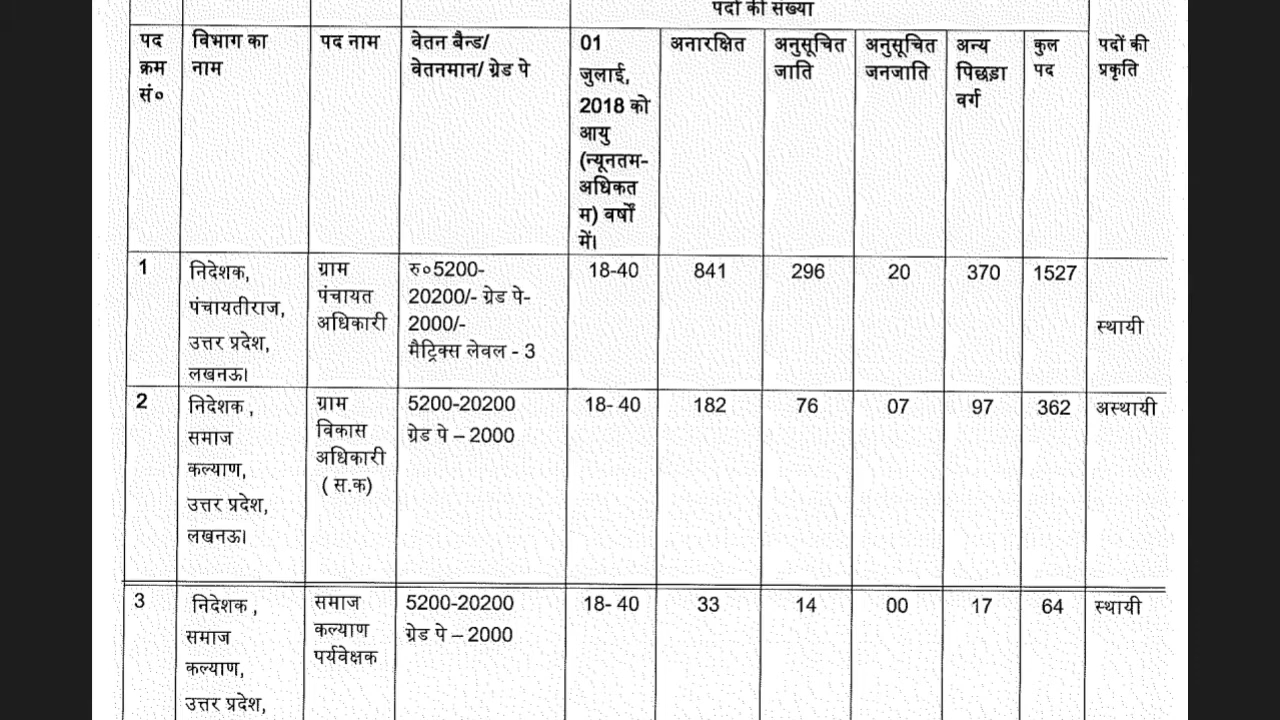 पदों की संख्या
पद क्रम सं०
विभाग का नाम
पद नाम
वेतन बैन्ड/ वेतनमान/ ग्रेड पे
01 जुलाई, 2018 को आयु (न्यूनतम- अधिकत म) वर्षों में।
अनारक्षित
अनुसूचित जाति
अनुसूचित जनजाति
अन्य पिछड़ा वर्ग
कुल पद
पदों की प्रकृति
1
निदेशक, पंचायतीराज, उत्तर प्रदेश, लखनऊ।
ग्राम पंचायत अधिकारी
रु०5200- 20200/- ग्रेड पे- 2000/- मैट्रिक्स लेवल - 3
18-40
841
296
20
370
1527
स्थायी
2
निदेशक , समाज कल्याण, उत्तर प्रदेश, लखनऊ।
ग्राम विकास अधिकारी ( स.क)
5200-20200 ग्रेड पे – 2000
18- 40
182
76
07
97
362
अस्थायी
3
निदेशक , समाज कल्याण, उत्तर प्रदेश,
समाज कल्याण पर्यवेक्षक
5200-20200 ग्रेड पे – 2000
18- 40
33
14
00
17
64
स्थायी